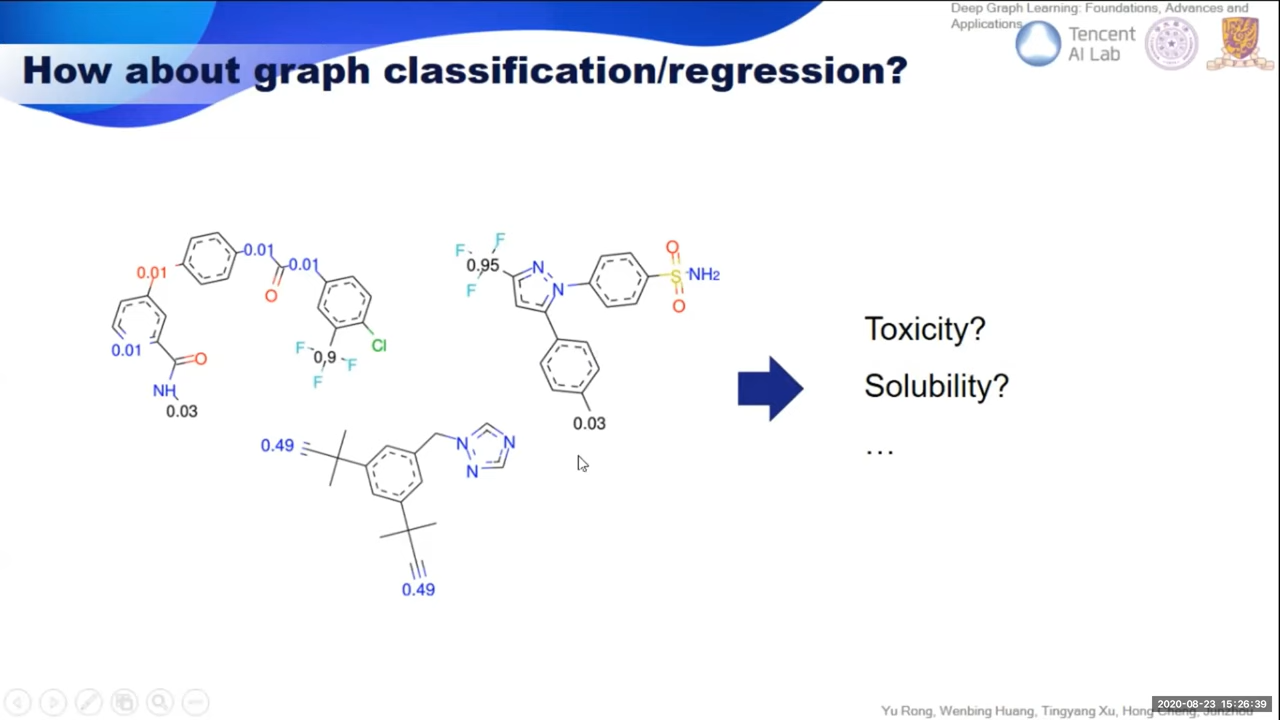 Deep Graph Learning: Foundations, Advances and
Applications
Tencent
AI Lab
How about graph classification/regression?
0.01
0.01
0.01
O
0.01
O
NH
0.03
F
0.9
F
F
Cl
F
F
0.95
F
N
N
O
S
NH2
O
0.03
0.49
N
N
N
0.49
Toxicity?
Solubility?
...
2020-08-23 15:26:39
Yu Rong, Wenbing Huang, Tingyang Xu, Hong Cheng, Junzhou